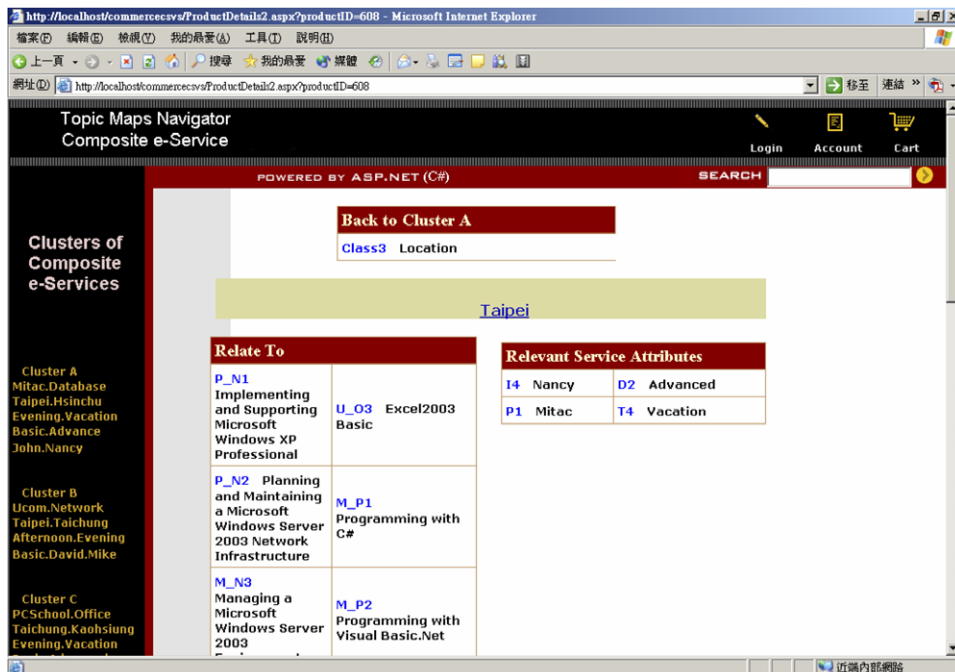 http://localhost/commercecsvs/ProductDetails2.aspx?productID=608 - Microsoft Internet Explorer
檔案(F) 編輯(E) 檢視(V) 我的最愛(A) 工具(T) 說明(H)
上一頁 搜尋 我的最愛 媒體
網址(D) http://localhost/commercecsvs/ProductDetails2.aspx?productID=608 移至 連結 »
Topic Maps Navigator
Composite e-Service
Login Account Cart
POWERED BY ASP.NET (C#) SEARCH
Clusters of
Composite
e-Services
Cluster A
Mitac.Database
Taipei.Hsinchu
Evening.Vacation
Basic.Advance
John.Nancy
Cluster B
Ucom.Network
Taipei.Taichung
Afternoon.Evening
Basic.David.Mike
Cluster C
PCSchool.Office
Taichung.Kaohsiung
Evening.Vacation
Back to Cluster A
Class3 Location
Taipei
Relate To
P_N1
Implementing
and Supporting
Microsoft
Windows XP
Professional
U_O3 Excel2003
Basic
P_N2 Planning
and Maintaining
a Microsoft
Windows Server
2003 Network
Infrastructure
M_P1
Programming with
C#
M_N3
Managing a
Microsoft
Windows Server
2003
M_P2
Programming with
Visual Basic.Net
Relevant Service Attributes
I4 Nancy D2 Advanced
P1 Mitac T4 Vacation
近端內部網路